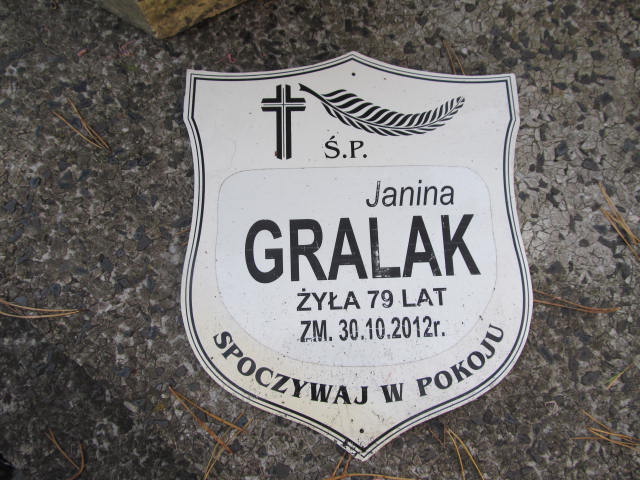 Ś.P.
Janina
GRALAK
ŻYŁA 79 LAT
ZM. 30.10.2012r.
SPOCZYWAJ W POKOJU